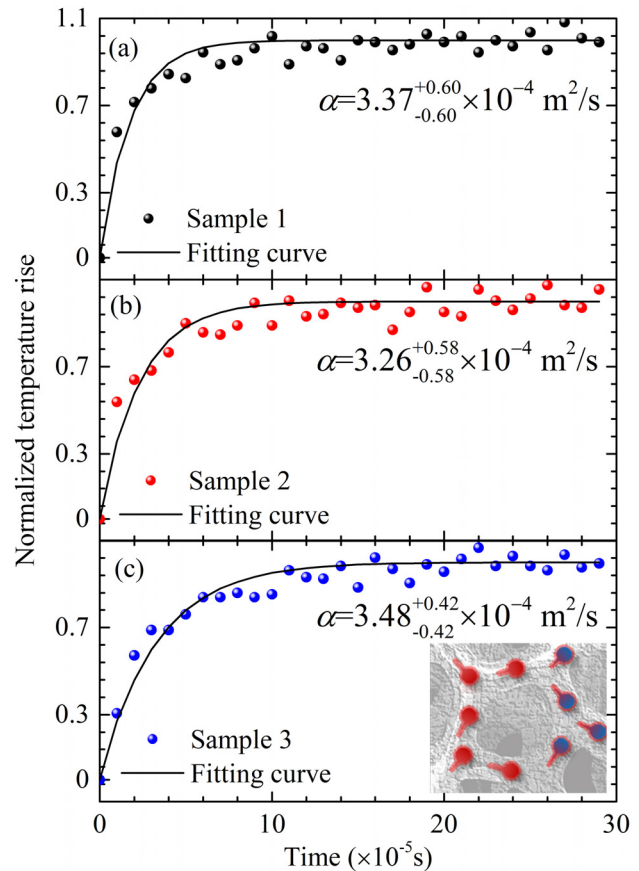 1.1
(a)
α=3.37+0.60-0.60×10−4 m2/s
0.7
0.3
Sample 1
Fitting curve
0
(b)
α=3.26+0.58-0.58×10−4 m2/s
0.7
0.3
Sample 2
Fitting curve
0
(c)
α=3.48+0.42-0.42×10−4 m2/s
0.7
0.3
Sample 3
Fitting curve
0
0 10 20 30
Time (×10-5s)
Normalized temperature rise